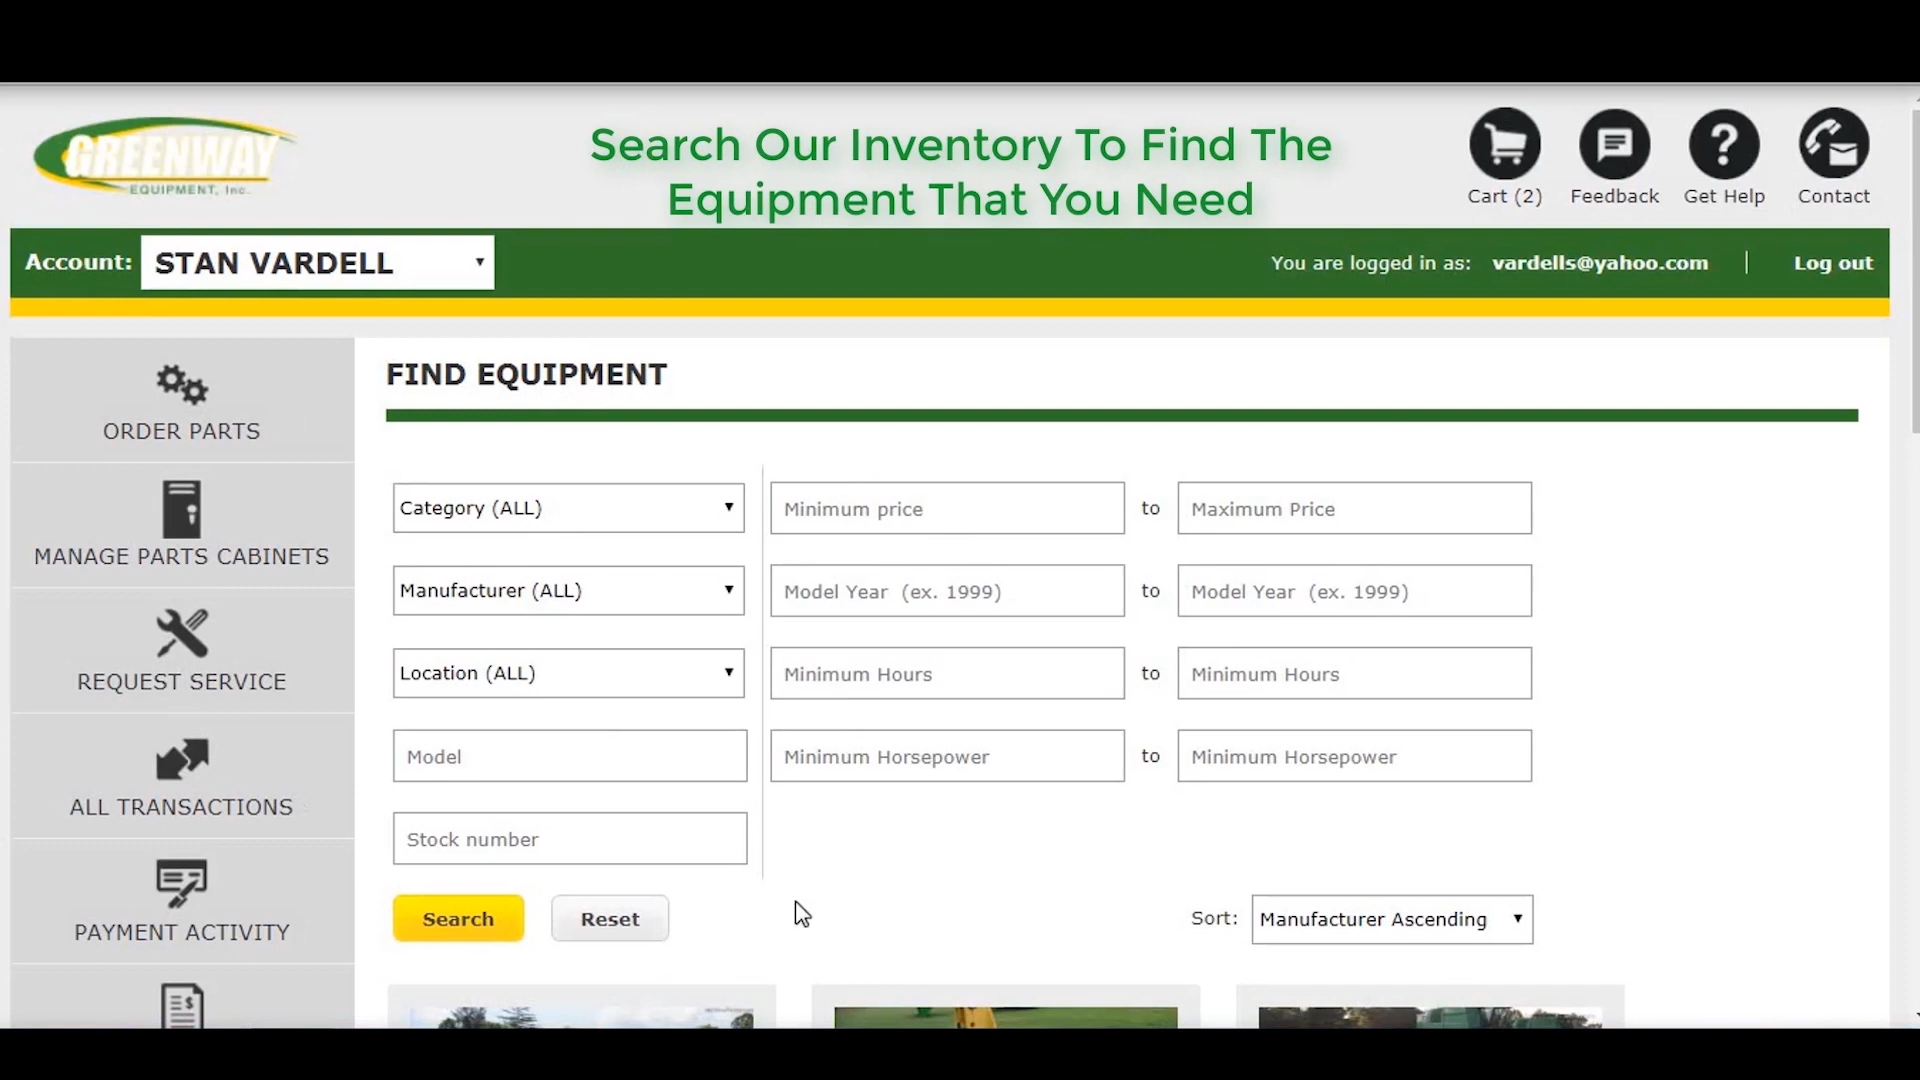 GREENWAY
EQUIPMENT, Inc.
Search Our Inventory To Find The
Equipment That You Need
Cart (2)
Feedback
Get Help
Contact
Account:
STAN VARDELL
You are logged in as: vardells@yahoo.com
Log out
ORDER PARTS
MANAGE PARTS CABINETS
REQUEST SERVICE
ALL TRANSACTIONS
PAYMENT ACTIVITY
FIND EQUIPMENT
Category (ALL)
Minimum price
to
Maximum Price
Manufacturer (ALL)
Model Year (ex. 1999)
to
Model Year (ex. 1999)
Location (ALL)
Minimum Hours
to
Minimum Hours
Model
Minimum Horsepower
to
Minimum Horsepower
Stock number
Search
Reset
Sort:
Manufacturer Ascending